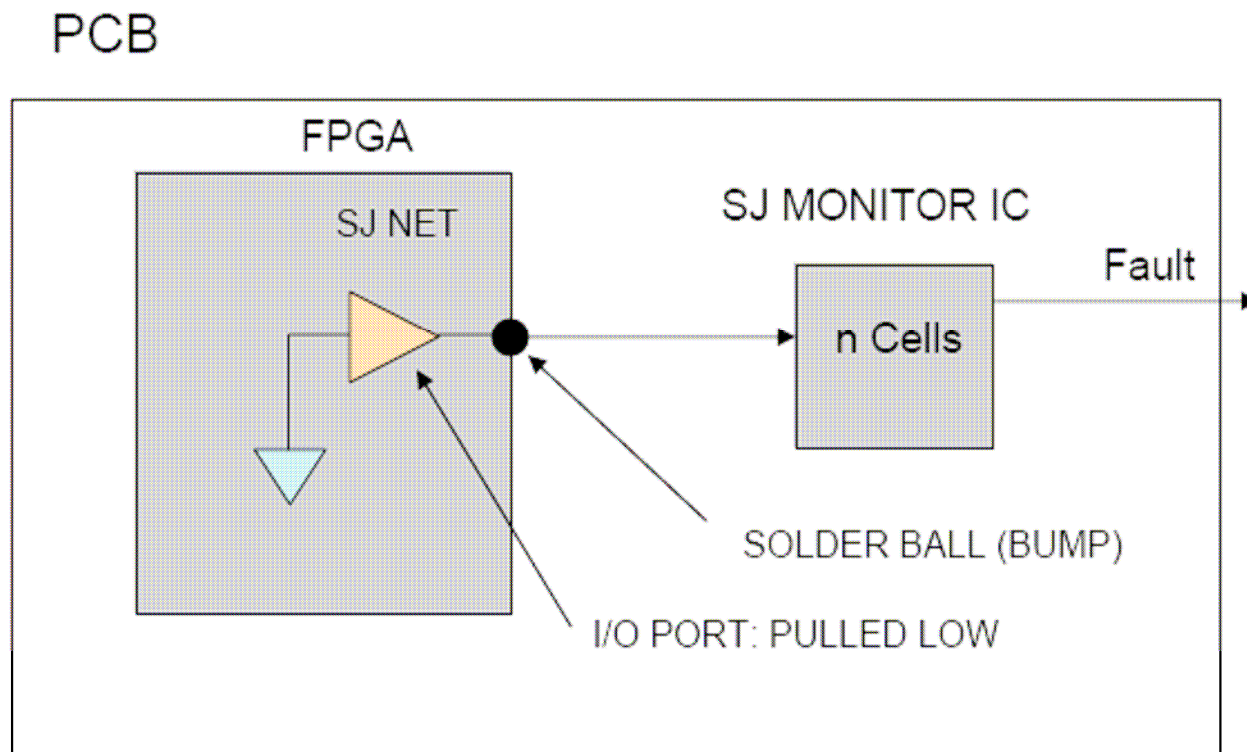 PCB
FPGA
SJ NET
SJ MONITOR IC
Fault
n Cells
SOLDER BALL (BUMP)
I/O PORT: PULLED LOW